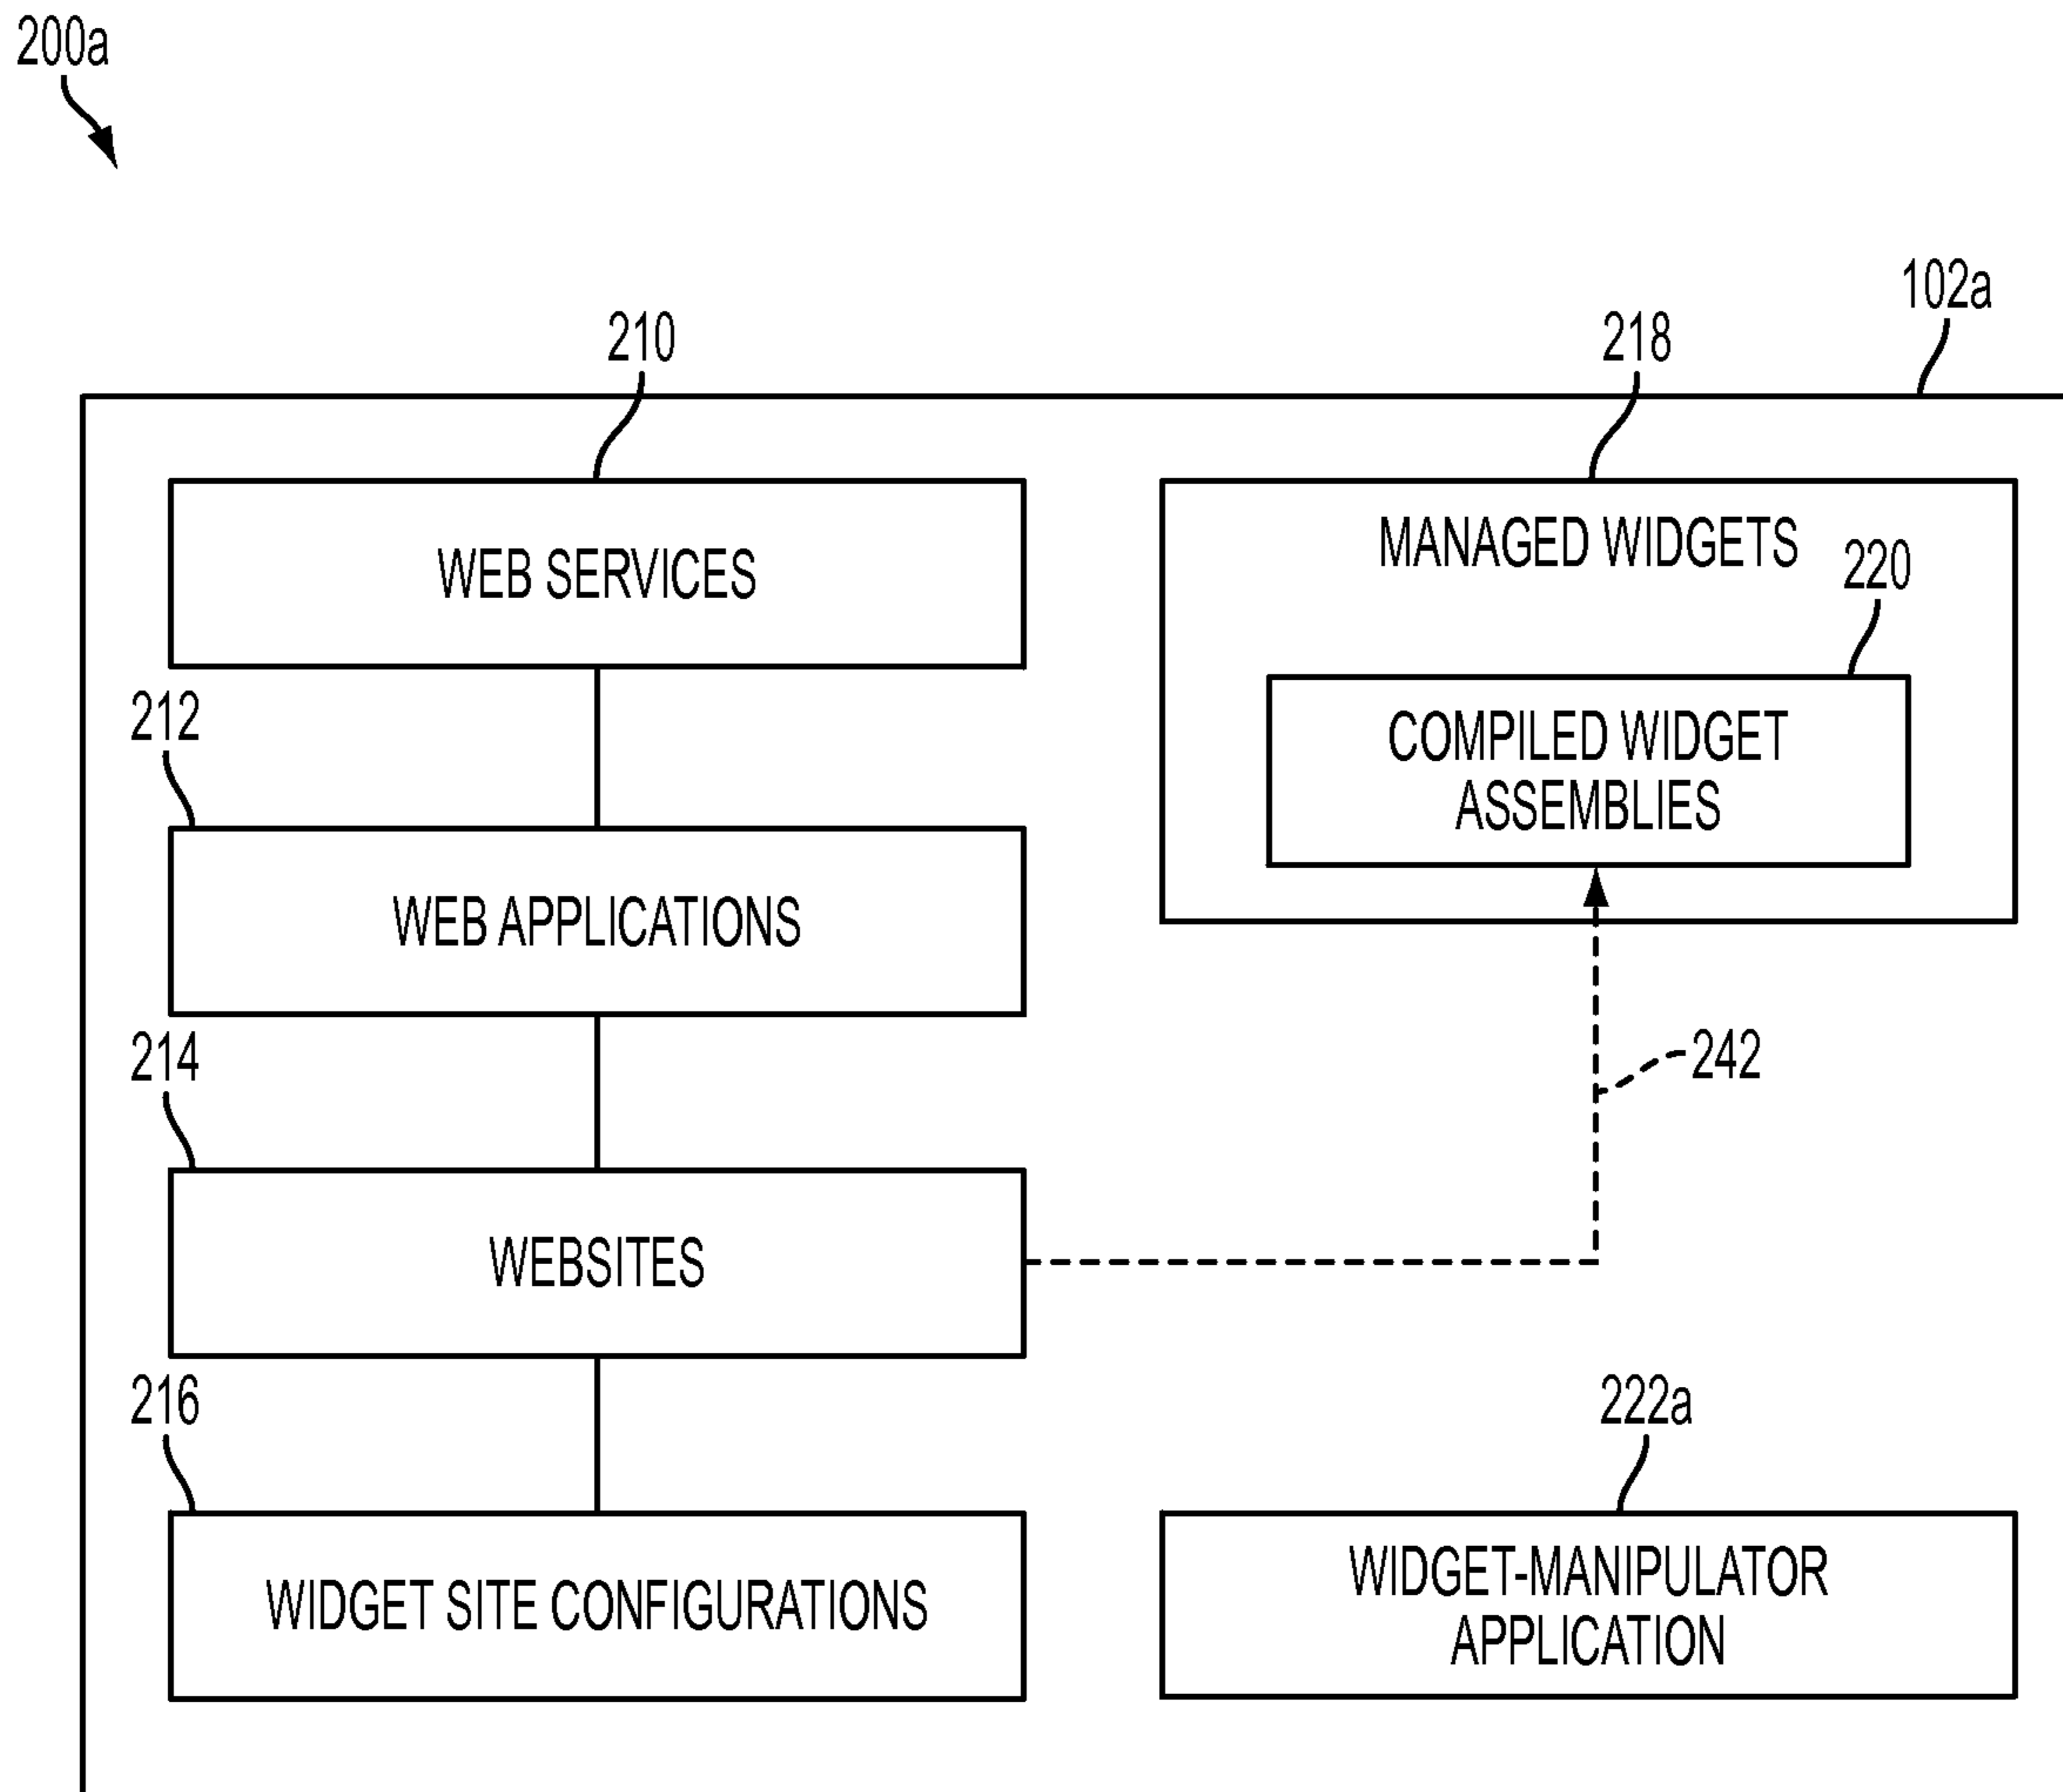 200a
102a
210
218
WEB SERVICES
MANAGED WIDGETS
220
212
COMPILED WIDGET
ASSEMBLIES
WEB APPLICATIONS
214
242
WEBSITES
216
222a
WIDGET SITE CONFIGURATIONS
WIDGET-MANIPULATOR
APPLICATION